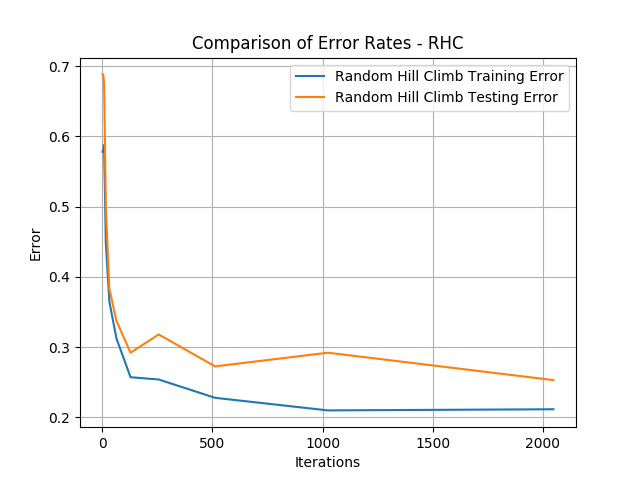 Comparison of Error Rates - RHC
Random Hill Climb Training Error
Random Hill Climb Testing Error
0.7
0.6
0.5
0.4
0.3
0.2
Error
0
500
1000
1500
2000
Iterations